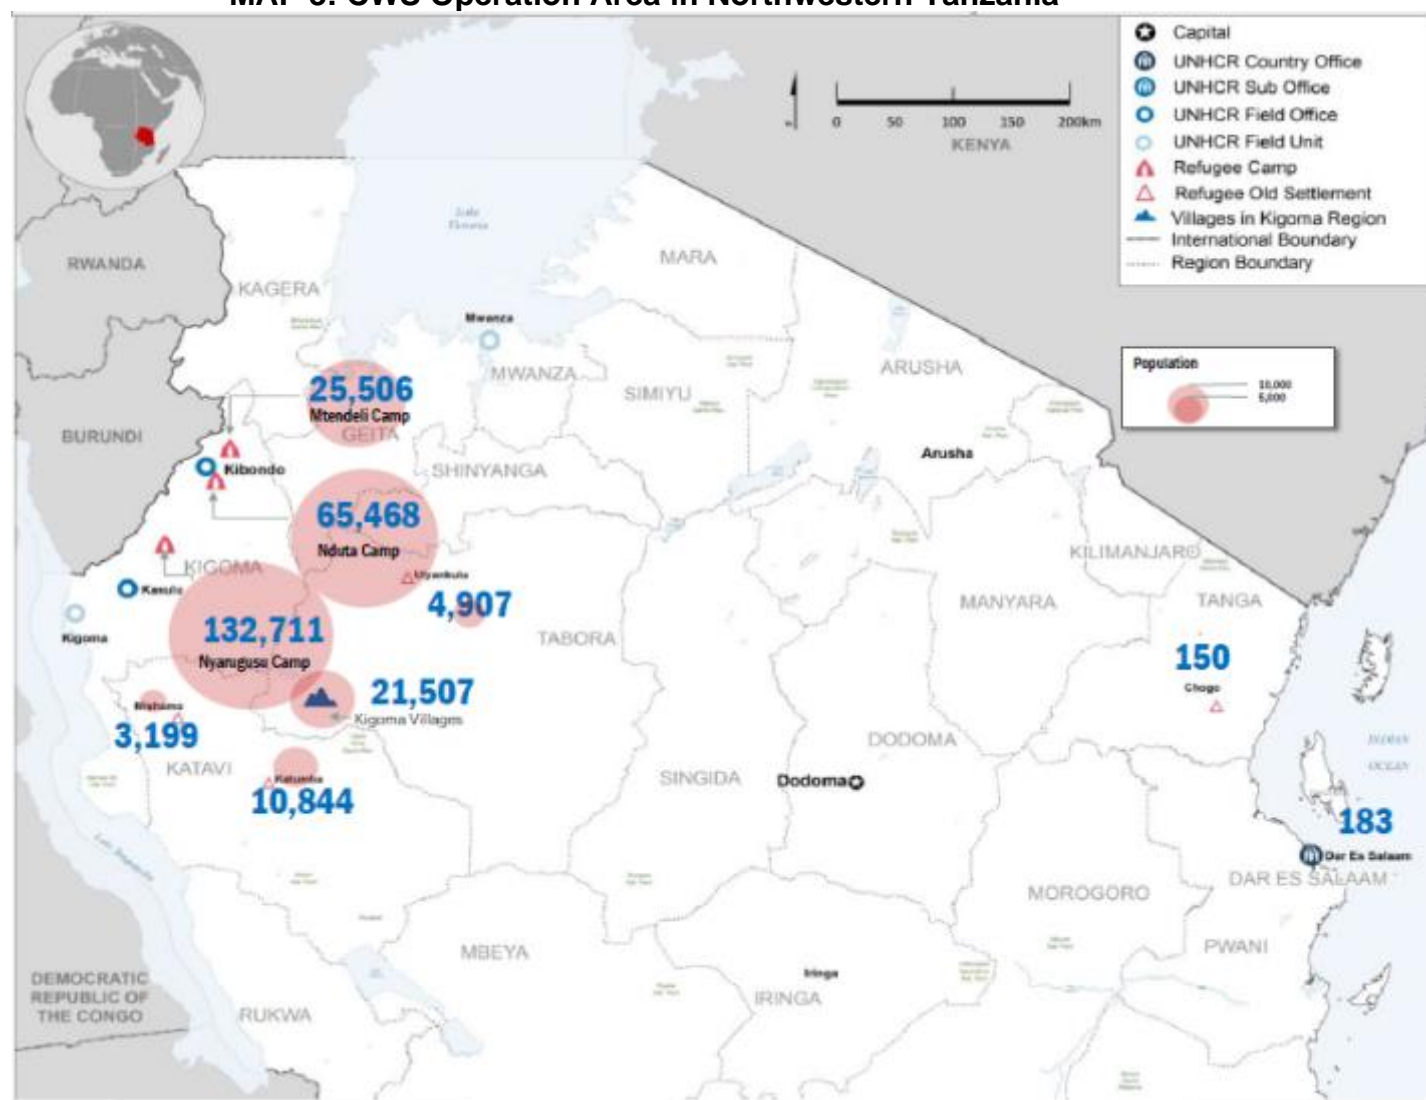 MAP 3: CWS Operation Area in Northwestern Tanzania
Capital
UNHCR Country Office
UNHCR Sub Office
UNHCR Field Office
UNHCR Field Unit
Refugee Camp
Refugee Old Settlement
Villages in Kigoma Region
International Boundary
Region Boundary
0 50 100 150 200km
KENYA
Population
10,000
5,000
Lake
Victoria
RWANDA
KAGERA
MARA
Mwanza
MWANZA
SIMIYU
ARUSHA
25,506
Mtendeli Camp
GEITA
BURUNDI
Kibondo
SHINYANGA
Arusha
65,468
Nduta Camp
KIGOMA
Ulyankulu
4,907
KILIMANJARO
Kasulu
MANYARA
TANGA
Kigoma
132,711
Nyarugusu Camp
TABORA
150
Chogo
21,507
Kigoma Villages
Mishamo
3,199
KATAVI
Katumba
10,844
SINGIDA
DODOMA
Dodoma
INDIAN
OCEAN
183
Dar Es Salaam
DAR ES SALAAM
MOROGORO
PWANI
MBEYA
Iringa
IRINGA
DEMOCRATIC
REPUBLIC OF
THE CONGO
RUKWA